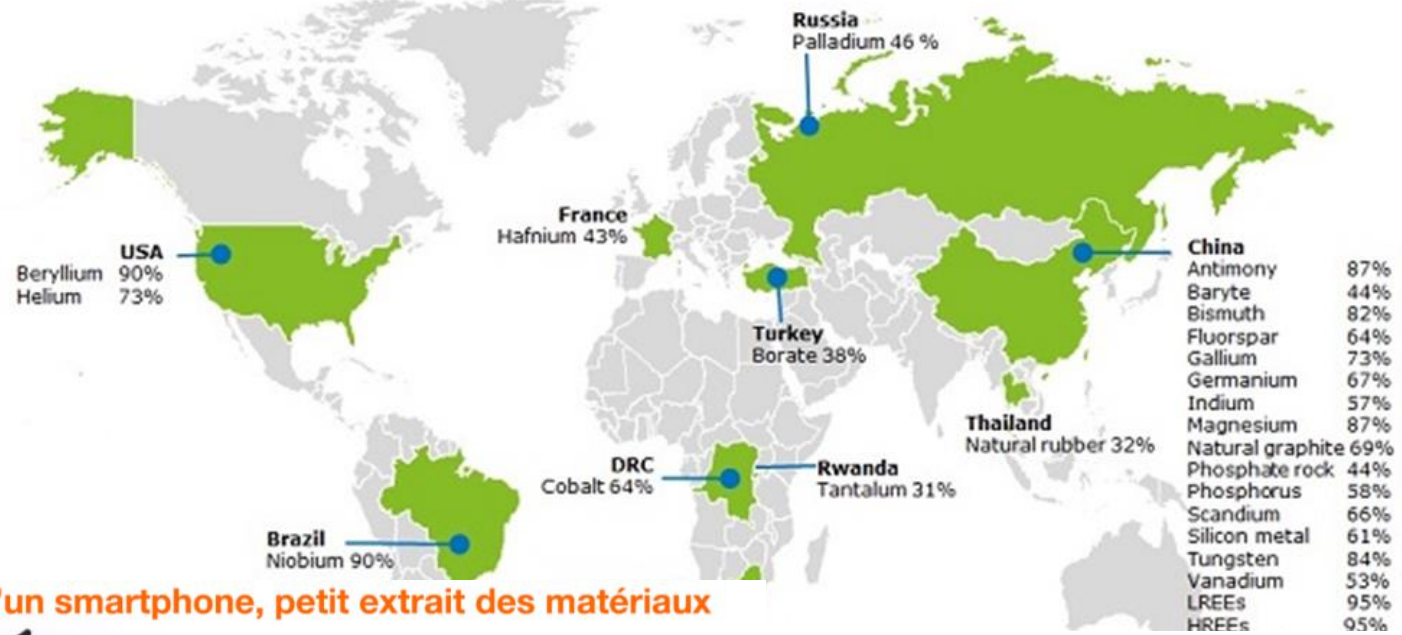 Russia
Palladium 46 %
France
Hafnium 43%
USA
Beryllium 90%
Helium 73%
China
Antimony 87%
Baryte 44%
Bismuth 82%
Fluorspar 64%
Gallium 73%
Germanium 67%
Indium 57%
Magnesium 87%
Natural graphite 69%
Phosphate rock 44%
Phosphorus 58%
Scandium 66%
Silicon metal 61%
Tungsten 84%
Vanadium 53%
LREEs 95%
HREEs 95%
Turkey
Borate 38%
Thailand
Natural rubber 32%
DRC
Cobalt 64%
Rwanda
Tantalum 31%
Brazil
Niobium 90%
'un smartphone, petit extrait des matériaux